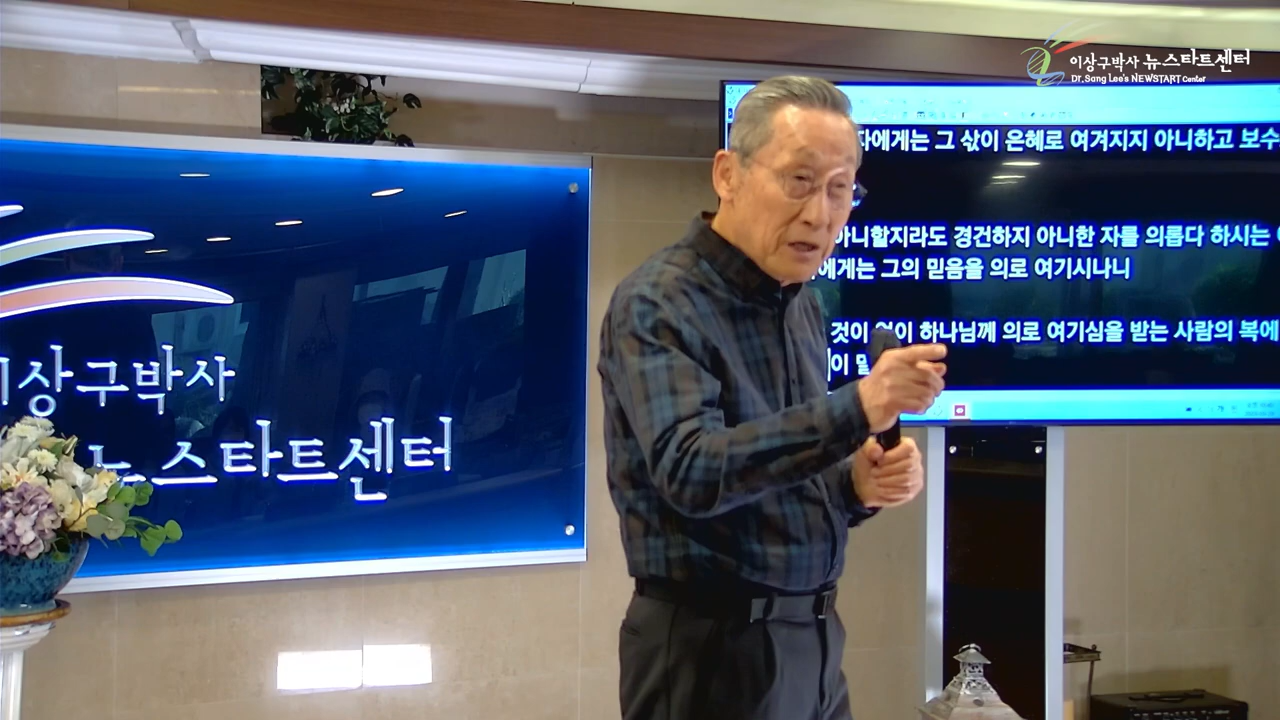 이상구박사 뉴스타트센터
Dr. Sang Lee's NEWSTART Center
자에게는 그 삯이 은혜로 여겨지지 아니하고 보수
아니할지라도 경건하지 아니한 자를 의롭다 하시는
에게는 그의 믿음을 의로 여기시나니
것이 없이 하나님께 의로 여기심을 받는 사람의 복에
이
이상구박사
뉴스타트센터